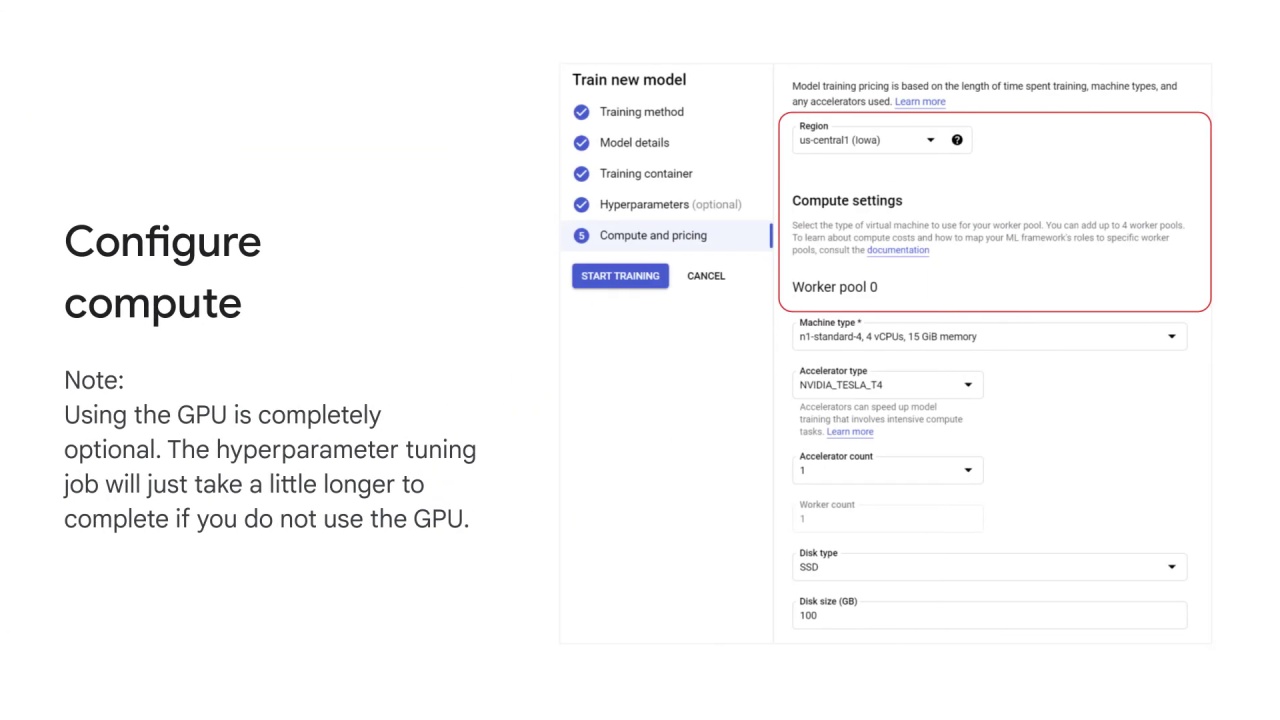 Configure
compute
Note:
Using the GPU is completely
optional. The hyperparameter tuning
job will just take a little longer to
complete if you do not use the GPU.
Train new model
Training method
Model details
Training container
Hyperparameters (optional)
5 Compute and pricing
START TRAINING CANCEL
Model training pricing is based on the length of time spent training, machine types, and
any accelerators used. Learn more
Region
us-central1 (Iowa) ?
Compute settings
Select the type of virtual machine to use for your worker pool. You can add up to 4 worker pools.
To learn about compute costs and how to map your ML framework's roles to specific worker
pools, consult the documentation
Worker pool 0
Machine type *
n1-standard-4, 4 vCPUs, 15 GiB memory
Accelerator type
NVIDIA_TESLA_T4
Accelerators can speed up model
training that involves intensive compute
tasks. Learn more
Accelerator count
1
Worker count
1
Disk type
SSD
Disk size (GB)
100